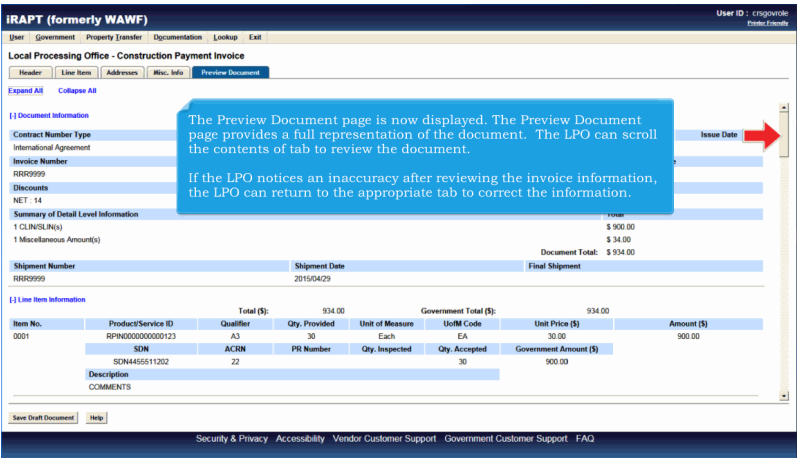 iRAPT (formerly WAWF)
User ID : crsgovrole
Printer Friendly
User Government Property Transfer Documentation Lookup Exit
Local Processing Office - Construction Payment Invoice
Header Line Item Addresses Misc. Info Preview Document
Expand All Collapse All
[-] Document Information
The Preview Document page is now displayed. The Preview Document
page provides a full representation of the document. The LPO can scroll
the contents of tab to review the document.
If the LPO notices an inaccuracy after reviewing the invoice information,
the LPO can return to the appropriate tab to correct the information.
Contract Number Type Issue Date
International Agreement
Invoice Number
RRR9999
Discounts
NET : 14
Summary of Detail Level Information Total
1 CLIN/SLIN(s) $ 900.00
1 Miscellaneous Amount(s) $ 34.00
Document Total: $ 934.00
Shipment Number Shipment Date Final Shipment
RRR9999 2015/04/29
[-] Line Item Information
Total ($): 934.00 Government Total ($): 934.00
Item No. Product/Service ID Qualifier Qty. Provided Unit of Measure UofM Code Unit Price ($) Amount ($)
0001 RPIN0000000000123 A3 30 Each EA 30.00 900.00
SDN ACRN PR Number Qty. Inspected Qty. Accepted Government Amount ($)
SDN4455511202 22 30 900.00
Description
COMMENTS
Save Draft Document Help
Security & Privacy Accessibility Vendor Customer Support Government Customer Support FAQ